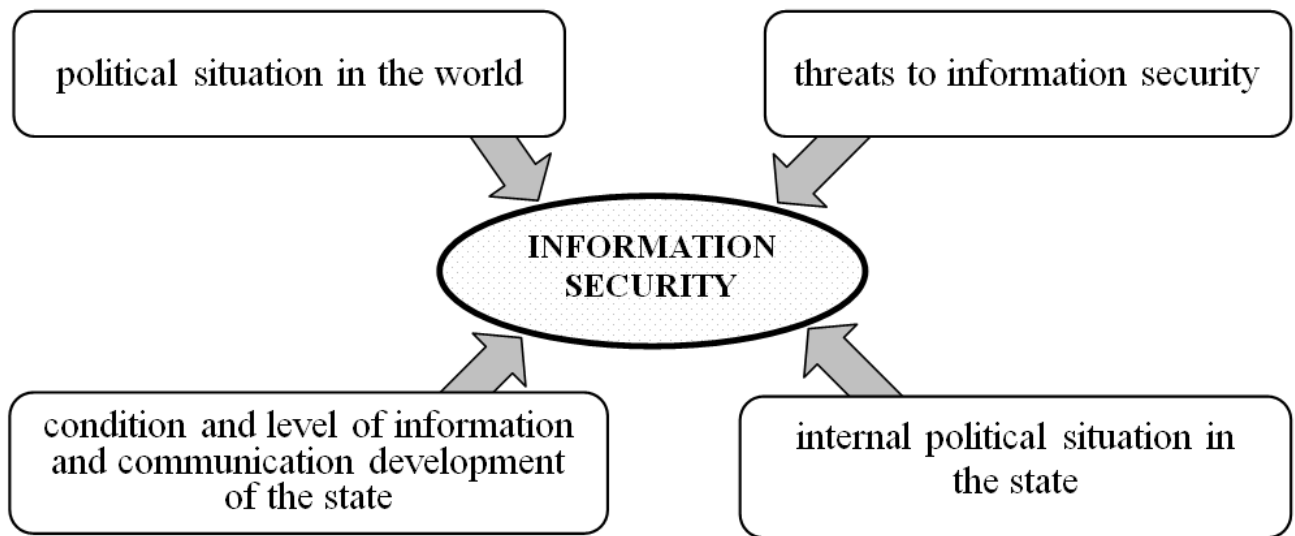 political situation in the world
threats to information security
INFORMATION
SECURITY
condition and level of information
and communication development
of the state
internal political situation in
the state